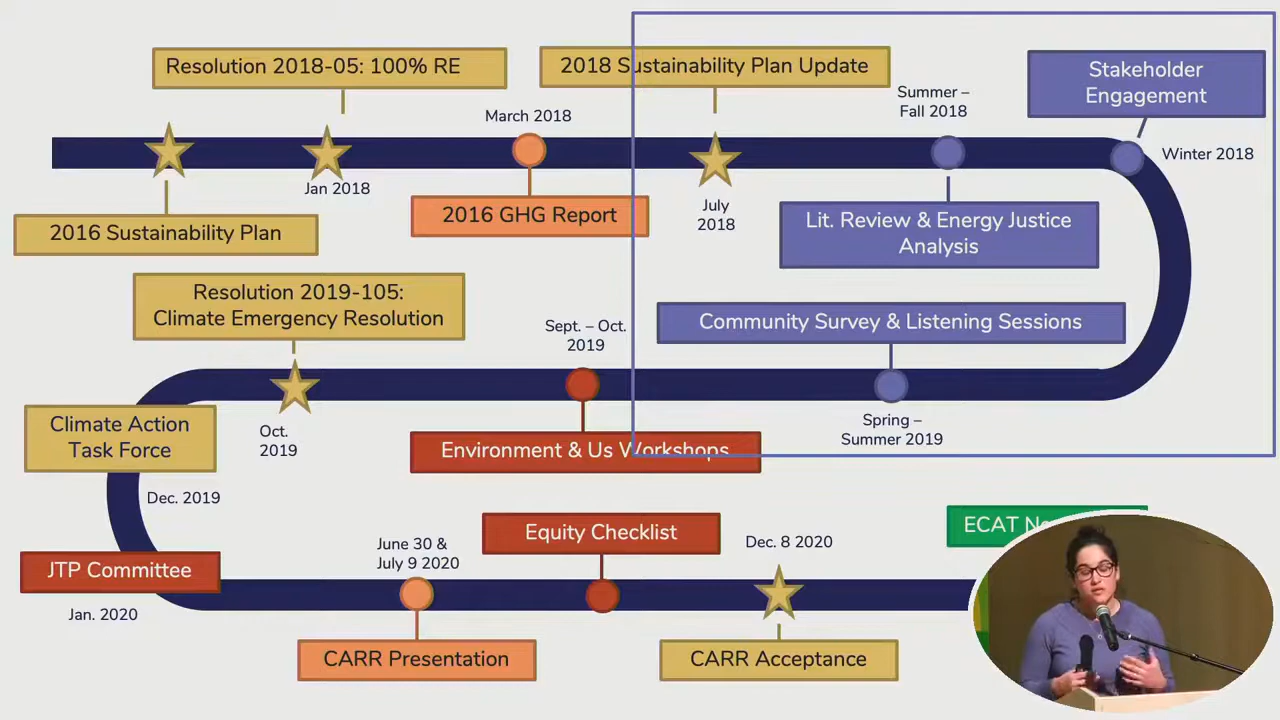 Resolution 2018-05: 100% RE
2018 Sustainability Plan Update
Stakeholder
Engagement
Summer –
Fall 2018
March 2018
Winter 2018
Jan 2018
July
2018
2016 GHG Report
Lit. Review & Energy Justice
Analysis
2016 Sustainability Plan
Resolution 2019-105:
Climate Emergency Resolution
Sept. – Oct.
2019
Community Survey & Listening Sessions
Climate Action
Task Force
Oct.
2019
Spring –
Summer 2019
Environment & Us Workshops
Dec. 2019
Equity Checklist
Dec. 8 2020
ECAT
June 30 &
July 9 2020
JTP Committee
Jan. 2020
CARR Presentation
CARR Acceptance